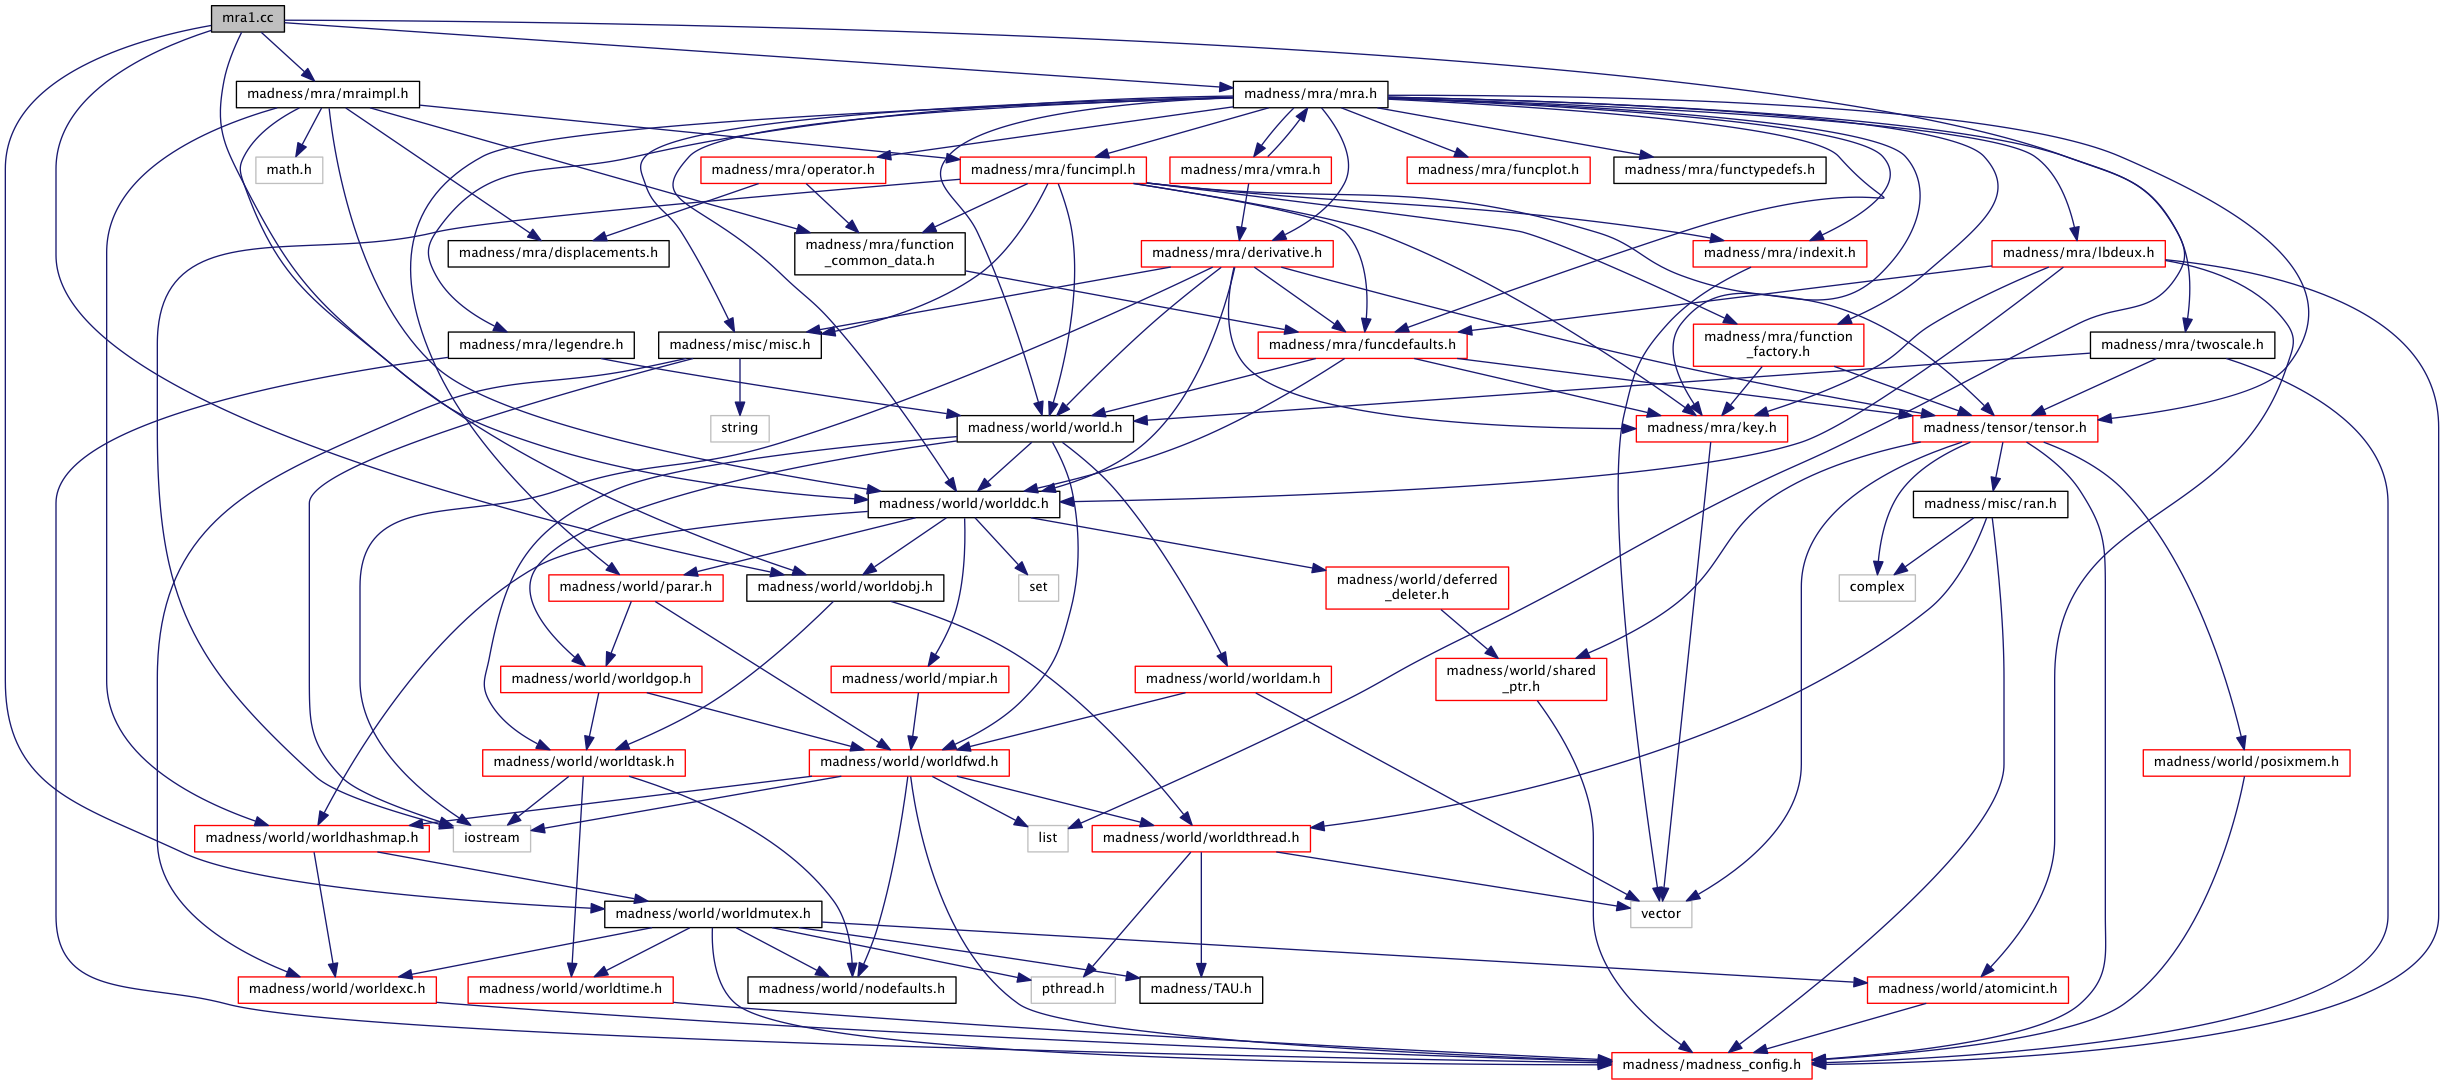 mra1.cc
madness/mra/mraimpl.h
madness/mra/mra.h
math.h
madness/mra/operator.h
madness/mra/funcimpl.h
madness/mra/vmra.h
madness/mra/funcplot.h
madness/mra/functypedefs.h
madness/mra/displacements.h
madness/mra/function
_common_data.h
madness/mra/derivative.h
madness/mra/indexit.h
madness/mra/lbdeux.h
madness/mra/legendre.h
madness/misc/misc.h
madness/mra/funcdefaults.h
madness/mra/function
_factory.h
madness/mra/twoscale.h
string
madness/world/world.h
madness/mra/key.h
madness/tensor/tensor.h
madness/world/worlddc.h
madness/misc/ran.h
madness/world/parar.h
madness/world/worldobj.h
set
madness/world/deferred
_deleter.h
complex
madness/world/worldgop.h
madness/world/mpiar.h
madness/world/worldam.h
madness/world/shared
_ptr.h
madness/world/worldtask.h
madness/world/worldfwd.h
madness/world/posixmem.h
madness/world/worldhashmap.h
iostream
list
madness/world/worldthread.h
madness/world/worldmutex.h
vector
madness/world/worldexc.h
madness/world/worldtime.h
madness/world/nodefaults.h
pthread.h
madness/TAU.h
madness/world/atomicint.h
madness/madness_config.h